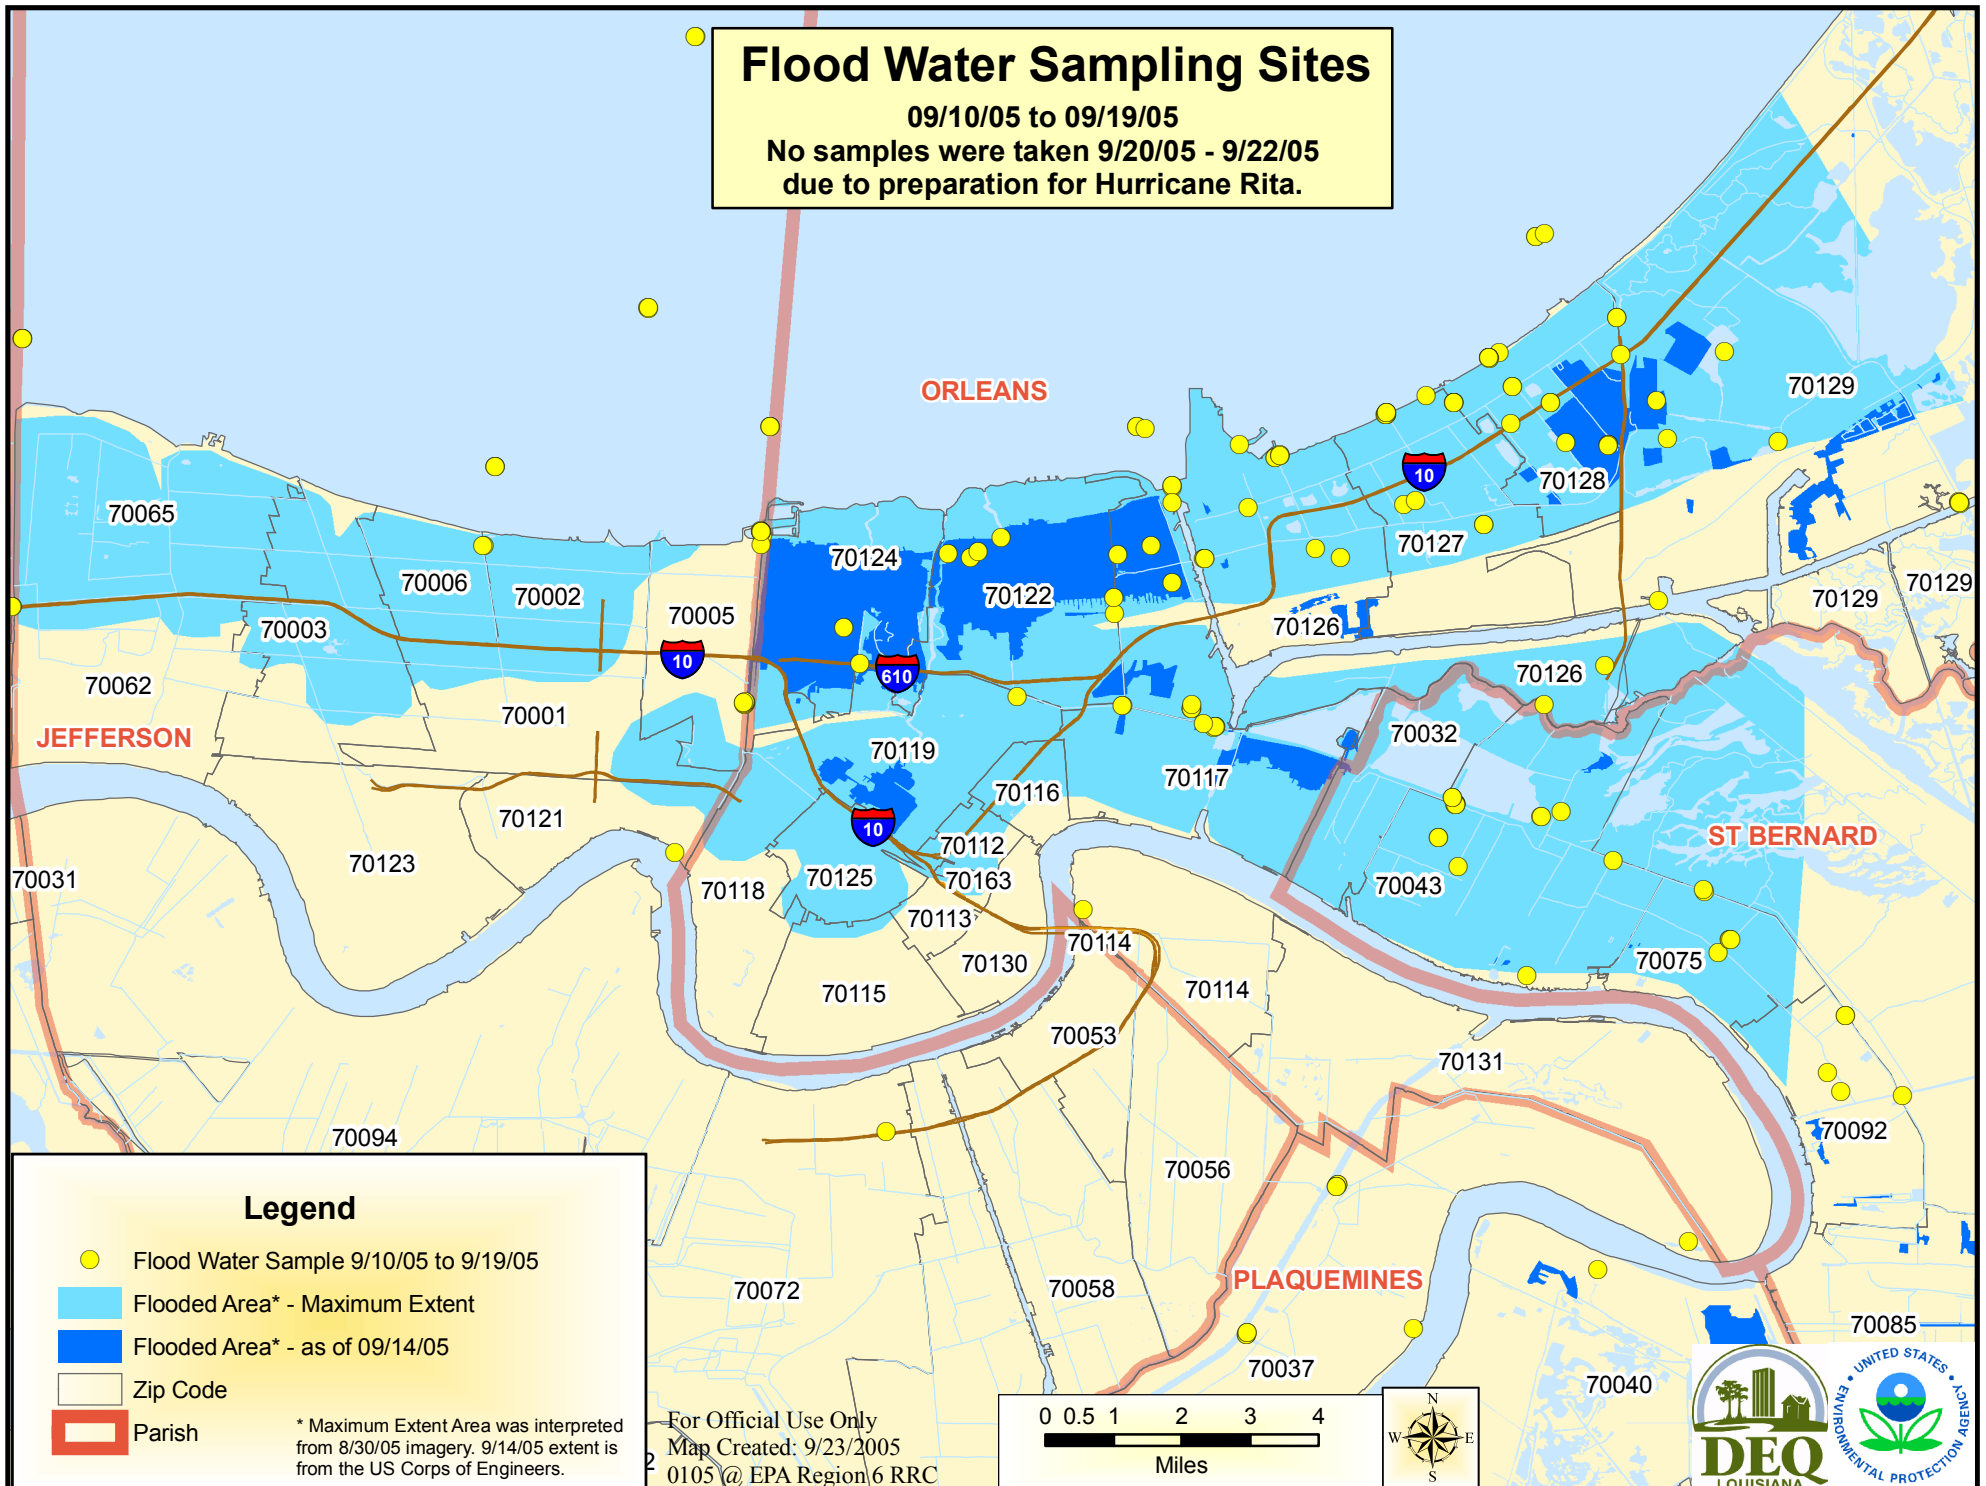 Flood Water Sampling Sites
09/10/05 to 09/19/05
No samples were taken 9/20/05 - 9/22/05
due to preparation for Hurricane Rita.
ORLEANS
70129
10
70128
70065
70127
70124
70006
70002
70122
70129
70129
70005
70003
70126
10
610
70126
70062
70001
JEFFERSON
70032
70119
70117
70116
70121
10
ST BERNARD
70112
70123
70031
70118
70125
70163
70043
70113
70114
70130
70075
70115
70114
70053
70131
70094
70092
70056
PLAQUEMINES
70072
70058
70085
70037
70040
Legend
Flood Water Sample 9/10/05 to 9/19/05
Flooded Area* - Maximum Extent
Flooded Area* - as of 09/14/05
Zip Code
Parish
* Maximum Extent Area was interpreted
from 8/30/05 imagery. 9/14/05 extent is
from the US Corps of Engineers.
2
For Official Use Only
Map Created: 9/23/2005
0105 @ EPA Region 6 RRC
0 0.5 1 2 3 4
Miles
N
W E
S
DEQ
LOUISIANA
UNITED STATES
ENVIRONMENTAL PROTECTION AGENCY